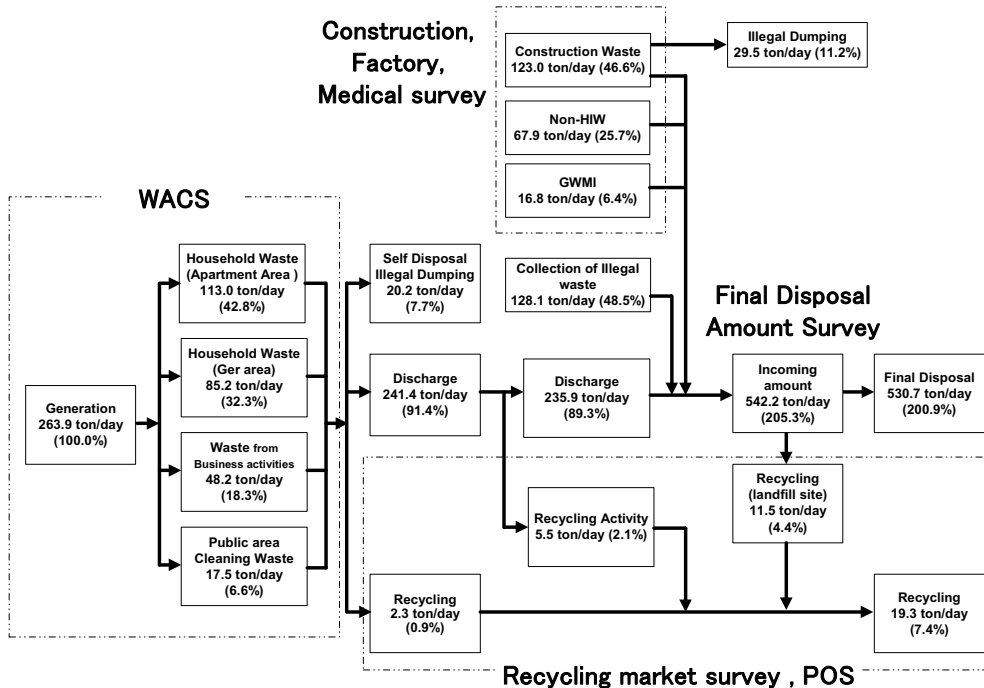 Construction,
Factory,
Medical survey
Construction Waste
123.0 ton/day (46.6%)
Illegal Dumping
29.5 ton/day (11.2%)
Non-HIW
67.9 ton/day (25.7%)
GWMI
16.8 ton/day (6.4%)
WACS
Household Waste
(Apartment Area )
113.0 ton/day
(42.8%)
Self Disposal
Illegal Dumping
20.2 ton/day
(7.7%)
Collection of Illegal
waste
128.1 ton/day (48.5%)
Final Disposal
Amount Survey
Household Waste
(Ger area)
85.2 ton/day
(32.3%)
Generation
263.9 ton/day
(100.0%)
Discharge
241.4 ton/day
(91.4%)
Discharge
235.9 ton/day
(89.3%)
Incoming
amount
542.2 ton/day
(205.3%)
Final Disposal
530.7 ton/day
(200.9%)
Waste from
Business activities
48.2 ton/day
(18.3%)
Recycling
(landfill site)
11.5 ton/day
(4.4%)
Recycling Activity
5.5 ton/day (2.1%)
Public area
Cleaning Waste
17.5 ton/day
(6.6%)
Recycling
2.3 ton/day
(0.9%)
Recycling
19.3 ton/day
(7.4%)
Recycling market survey , POS